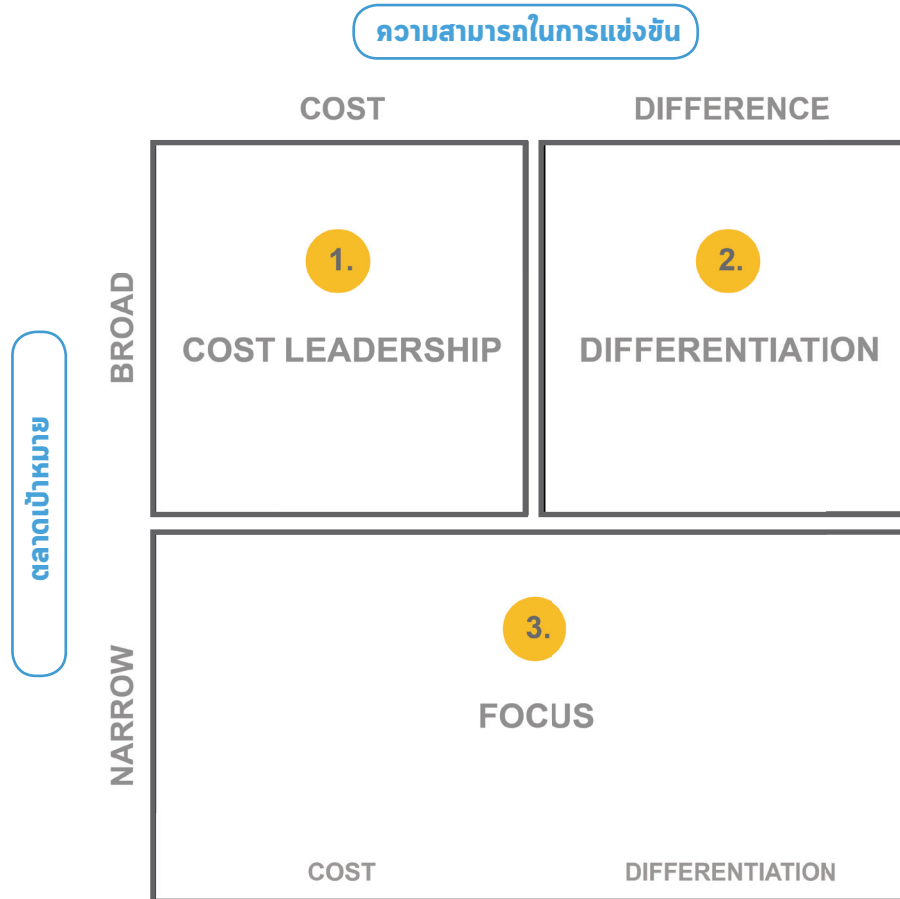 ความสามารถในการแข่งขัน
COST
DIFFERENCE
BROAD
1.
COST LEADERSHIP
2.
DIFFERENTIATION
ตลาดเป้าหมาย
NARROW
3.
FOCUS
COST
DIFFERENTIATION